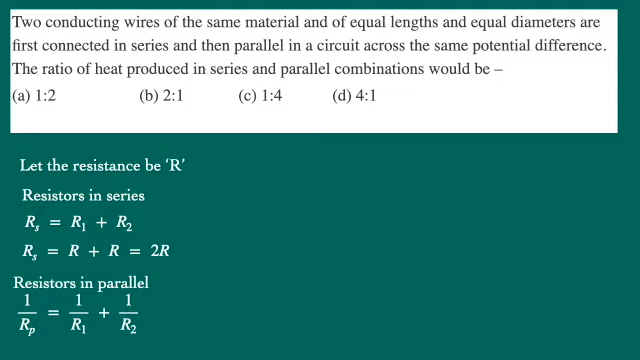 Two conducting wires of the same material and of equal lengths and equal diameters are
first connected in series and then parallel in a circuit across the same potential difference.
The ratio of heat produced in series and parallel combinations would be –
(a) 1:2 (b) 2:1 (c) 1:4 (d) 4:1
Let the resistance be ‘R’
Resistors in series
Rs = R1 + R2
Rs = R + R = 2R
Resistors in parallel
1/Rp = 1/R1 + 1/R2